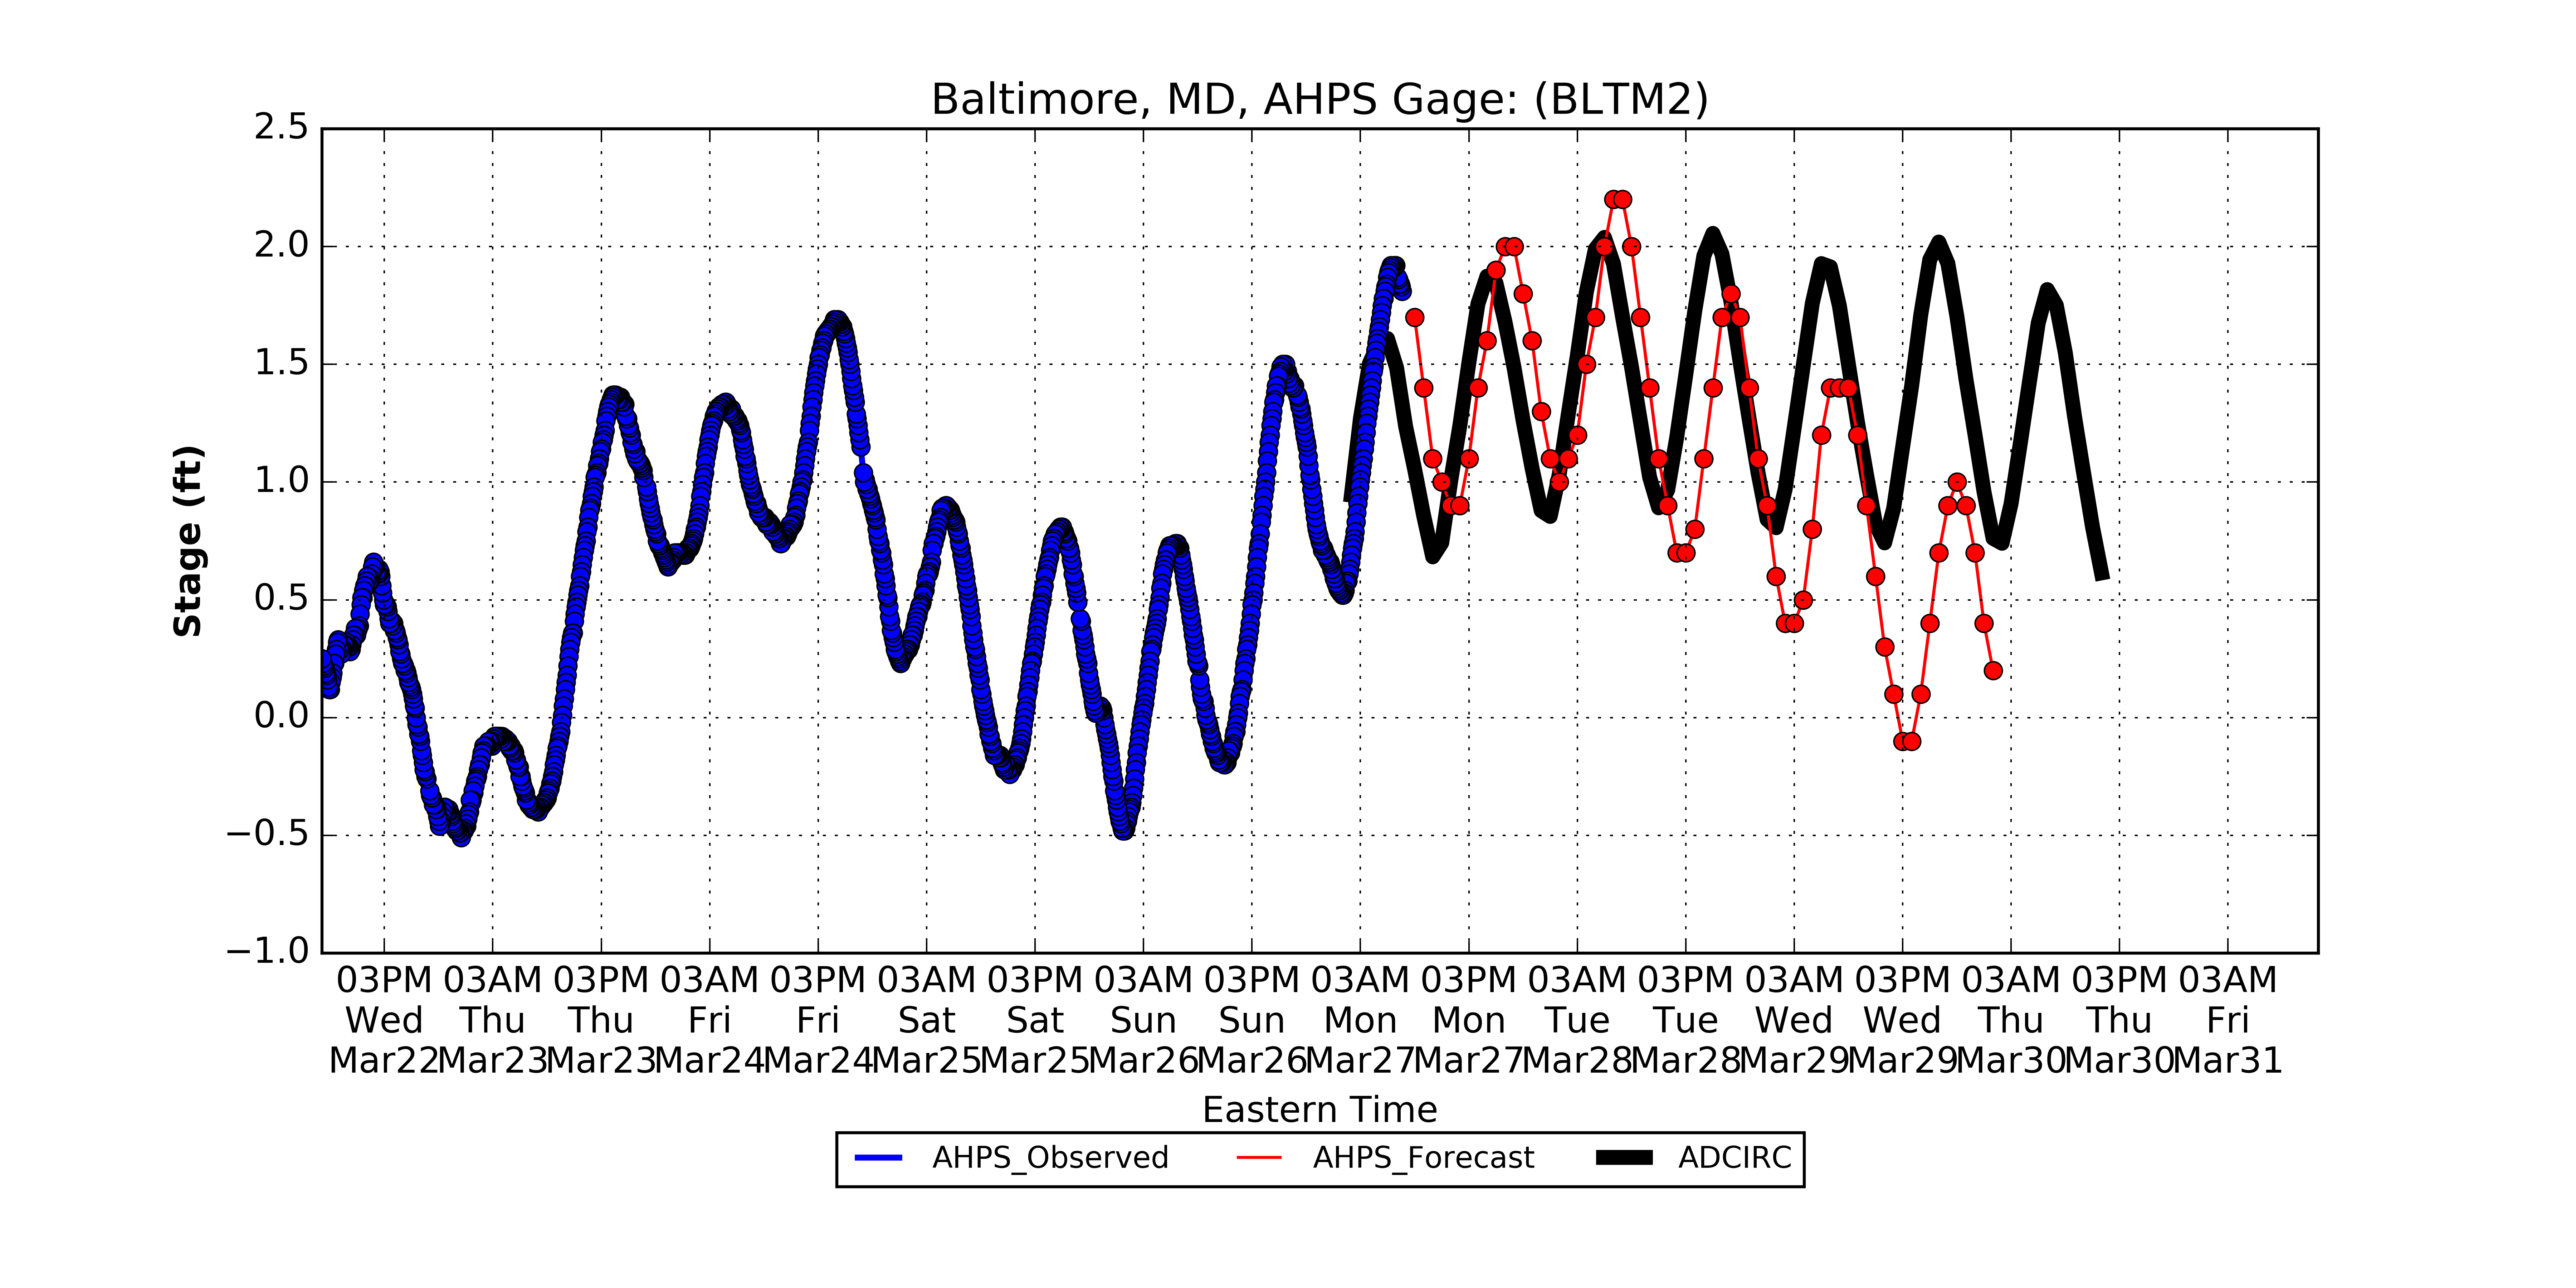 Baltimore, MD, AHPS Gage: (BLTM2)
2.5
2.0
1.5
1.0
0.5
0.0
−0.5
−1.0
Stage (ft)
03PM 03AM 03PM 03AM 03PM 03AM 03PM 03AM 03PM 03AM 03PM 03AM 03PM 03AM 03PM 03AM 03PM 03AM
Wed Thu Thu Fri Fri Sat Sat Sun Sun Mon Mon Tue Tue Wed Wed Thu Thu Fri
Mar22 Mar23 Mar23 Mar24 Mar24 Mar25 Mar25 Mar26 Mar26 Mar27 Mar27 Mar28 Mar28 Mar29 Mar29 Mar30 Mar30 Mar31
Eastern Time
AHPS_Observed AHPS_Forecast ADCIRC